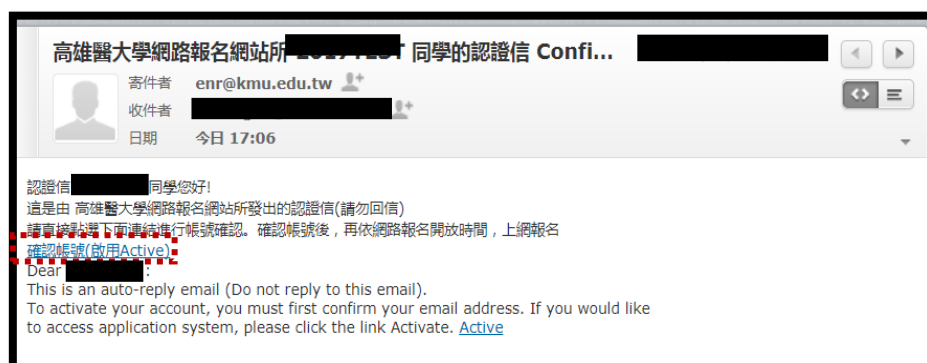 高雄醫大學網路報名網站所 同學的認證信 Confi...
寄件者 enr@kmu.edu.tw
收件者
日期 今日 17:06
認證信 同學您好!
這是由 高雄醫大學網路報名網站所發出的認證信(請勿回信)
請直接點選下面連結進行帳號確認。確認帳號後，再依網路報名開放時間，上網報名
確認帳號(啟用Active)
Dear :
This is an auto-reply email (Do not reply to this email).
To activate your account, you must first confirm your email address. If you would like
to access application system, please click the link Activate. Active